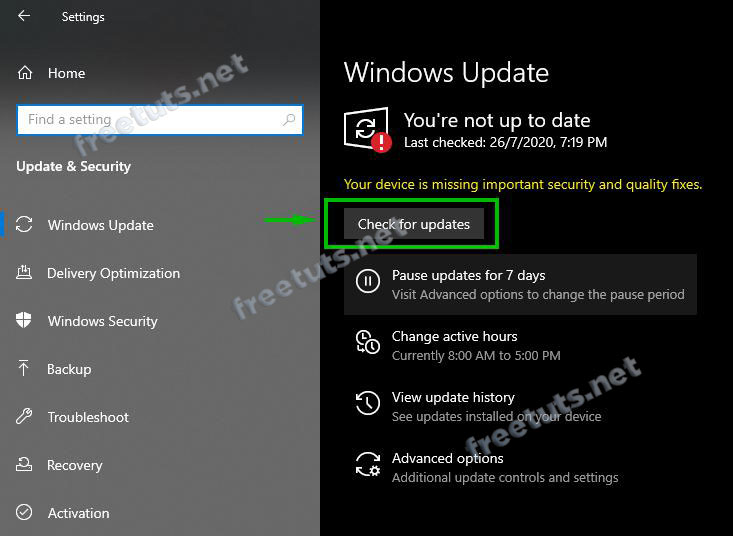 Settings
Home
Find a setting
Update & Security
Windows Update
Delivery Optimization
Windows Security
Backup
Troubleshoot
Recovery
Activation
Windows Update
You're not up to date
Last checked: 26/7/2020, 7:19 PM
Your device is missing important security and quality fixes.
Check for updates
Pause updates for 7 days
Visit Advanced options to change the pause period
Change active hours
Currently 8:00 AM to 5:00 PM
View update history
See updates installed on your device
Advanced options
Additional update controls and settings
freetuts.net
freetuts.net
freetuts.net